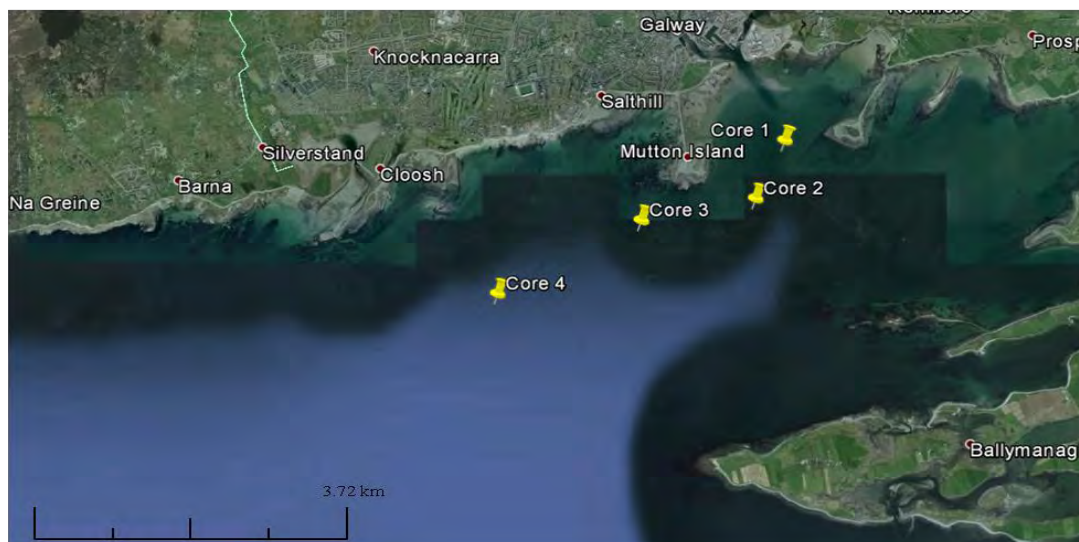 Galway
Prosp
Knocknacarra
Salthill
Core 1
Silverstand
Mutton Island
Cloosh
Barna
Core 2
Na Greine
Core 3
Core 4
Ballymanag
3.72 km